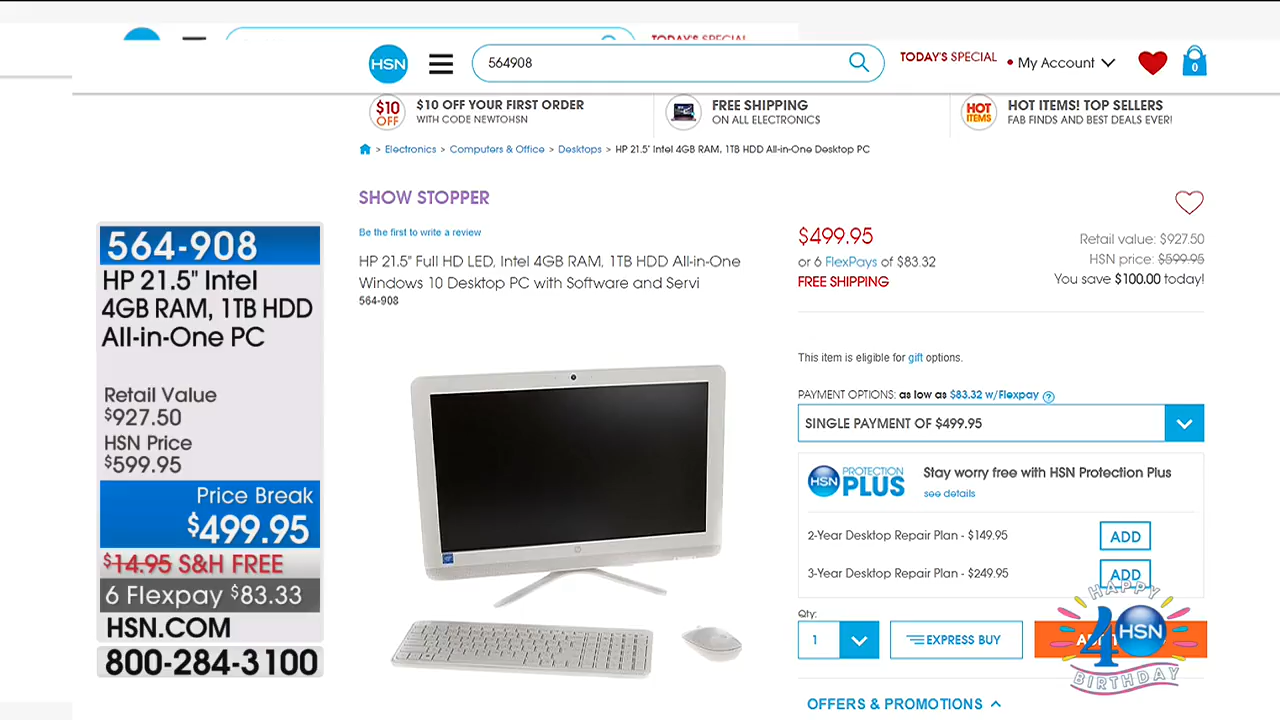 TODAY'S SPECIAL
HSN
564908
TODAY'S SPECIAL
• My Account
0
$10 OFF
$10 OFF YOUR FIRST ORDER
WITH CODE NEWTOHSN
FREE SHIPPING
ON ALL ELECTRONICS
HOT ITEMS
HOT ITEMS! TOP SELLERS
FAB FINDS AND BEST DEALS EVER!
> Electronics > Computers & Office > Desktops > HP 21.5" Intel 4GB RAM, 1TB HDD All-in-One Desktop PC
564-908
HP 21.5" Intel
4GB RAM, 1TB HDD
All-in-One PC
Retail Value
$927.50
HSN Price
$599.95
Price Break
$499.95
$14.95 S&H FREE
6 Flexpay $83.33
HSN.COM
800-284-3100
SHOW STOPPER
Be the first to write a review
HP 21.5" Full HD LED, Intel 4GB RAM, 1TB HDD All-in-One
Windows 10 Desktop PC with Software and Servi
564-908
$499.95
or 6 FlexPays of $83.32
FREE SHIPPING
Retail value: $927.50
HSN price: $599.95
You save $100.00 today!
This item is eligible for gift options.
PAYMENT OPTIONS: as low as $83.32 w/Flexpay ?
SINGLE PAYMENT OF $499.95
HSN PROTECTION PLUS
Stay worry free with HSN Protection Plus
see details
2-Year Desktop Repair Plan - $149.95
ADD
3-Year Desktop Repair Plan - $249.95
ADD
Qty:
1
EXPRESS BUY
HAPPY
40
HSN
BIRTHDAY
OFFERS & PROMOTIONS